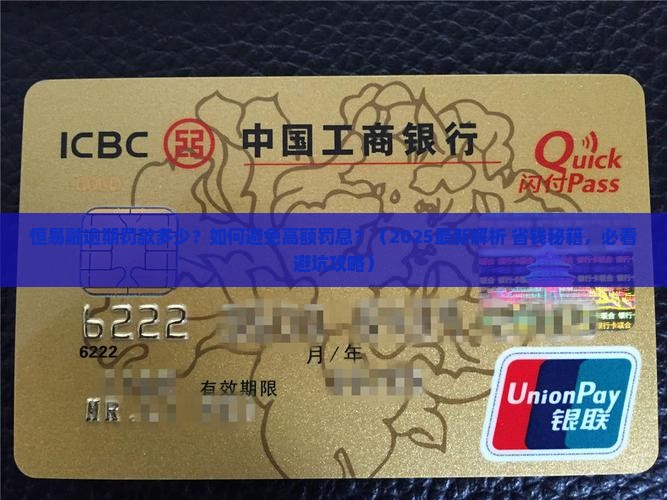 ICBC 中国工商银行
Quick
闪付Pass
恒易融逾期罚款多少？如何避免高额罚息？（2025最新解析 省钱秘籍，必看
避坑攻略）
6222
6222
月/年
有效期限
MR.
UnionPay
银联